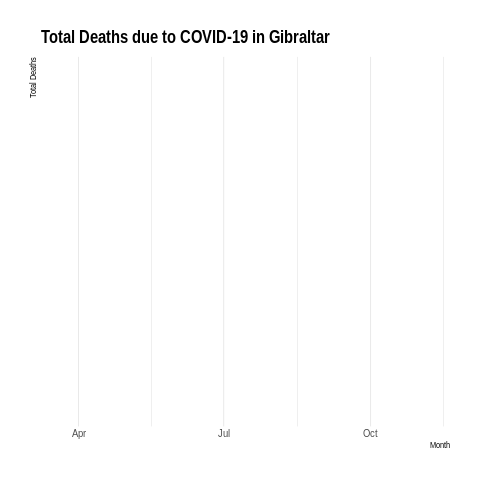 Total Deaths due to COVID-19 in Gibraltar
Total Deaths
Apr Jul Oct
Month